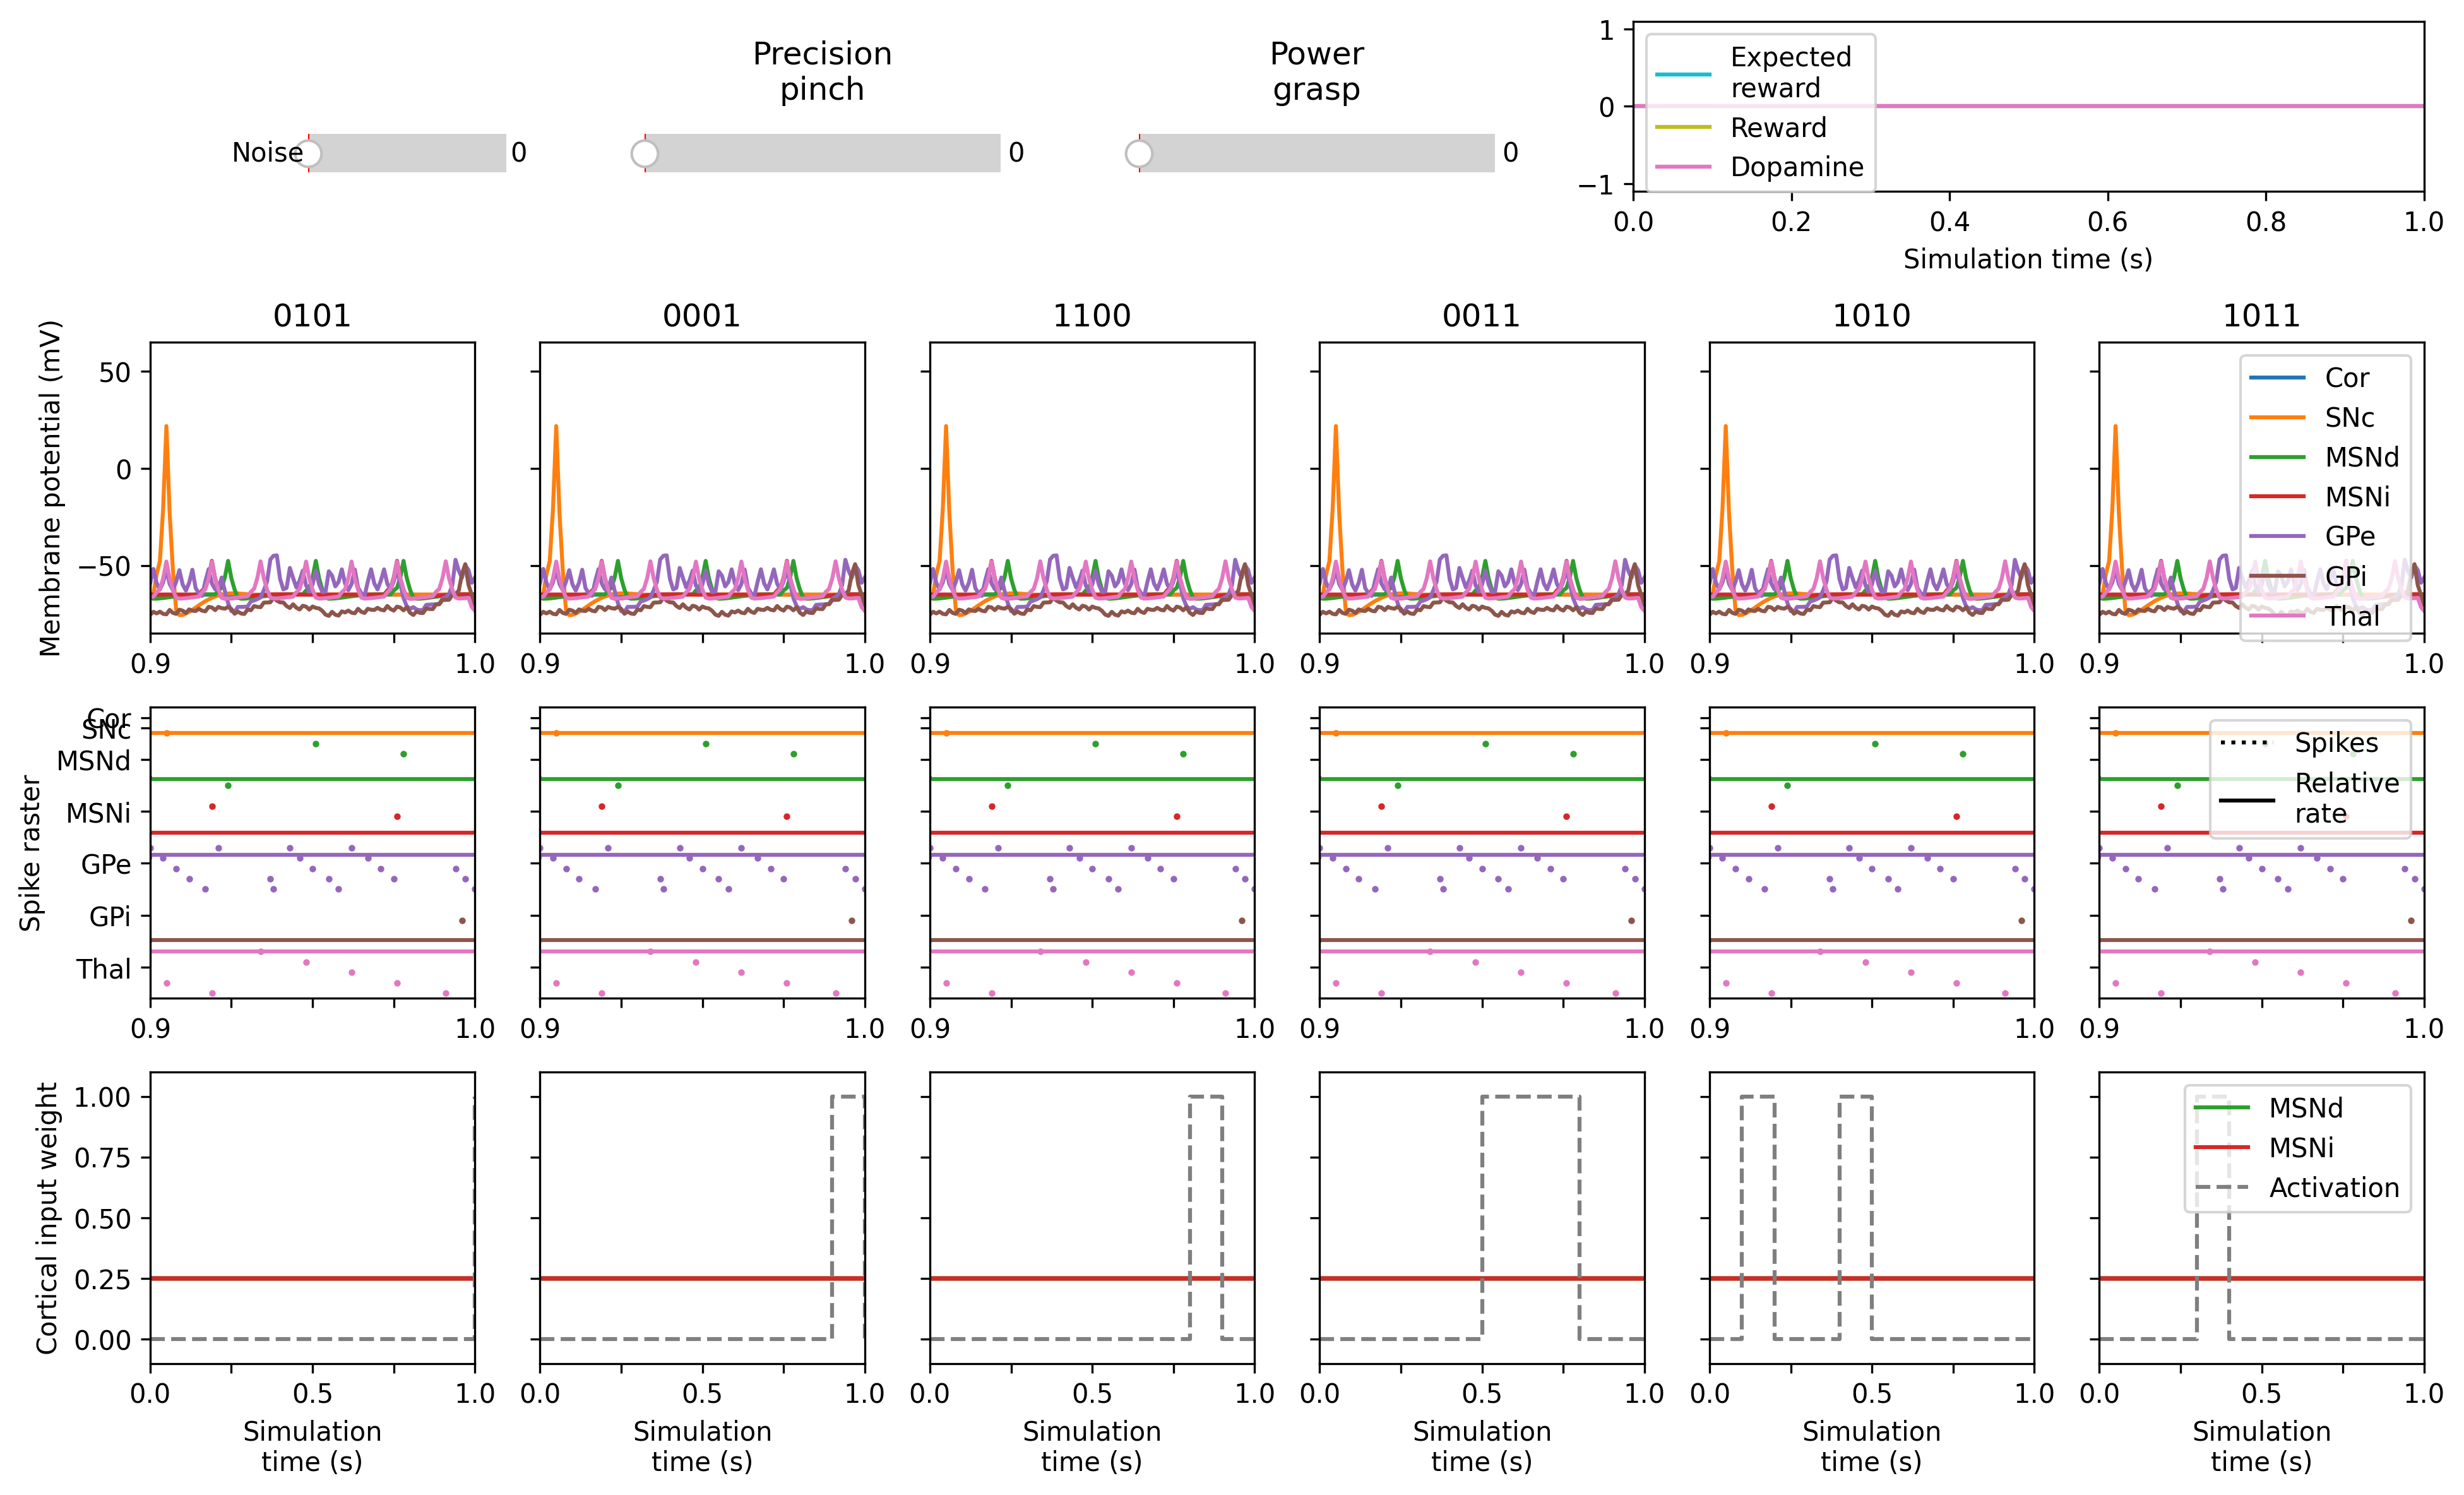 Precision
pinch
Power
grasp
Noise
0
0
0
1
0
−1
Expected
reward
Reward
Dopamine
0.0 0.2 0.4 0.6 0.8 1.0
Simulation time (s)
0101 0001 1100 0011 1010 1011
Membrane potential (mV)
50
0
−50
Cor
SNc
MSNd
MSNi
GPe
GPi
Thal
0.9 1.0 0.9 1.0 0.9 1.0 0.9 1.0 0.9 1.0 0.9 1.0
Spike raster
Cor
SNc
MSNd
MSNi
GPe
GPi
Thal
Spikes
Relative
rate
0.9 1.0 0.9 1.0 0.9 1.0 0.9 1.0 0.9 1.0 0.9 1.0
Cortical input weight
1.00
0.75
0.50
0.25
0.00
MSNd
MSNi
Activation
0.0 0.5 1.0 0.0 0.5 1.0 0.0 0.5 1.0 0.0 0.5 1.0 0.0 0.5 1.0 0.0 0.5 1.0
Simulation
time (s)
Simulation
time (s)
Simulation
time (s)
Simulation
time (s)
Simulation
time (s)
Simulation
time (s)